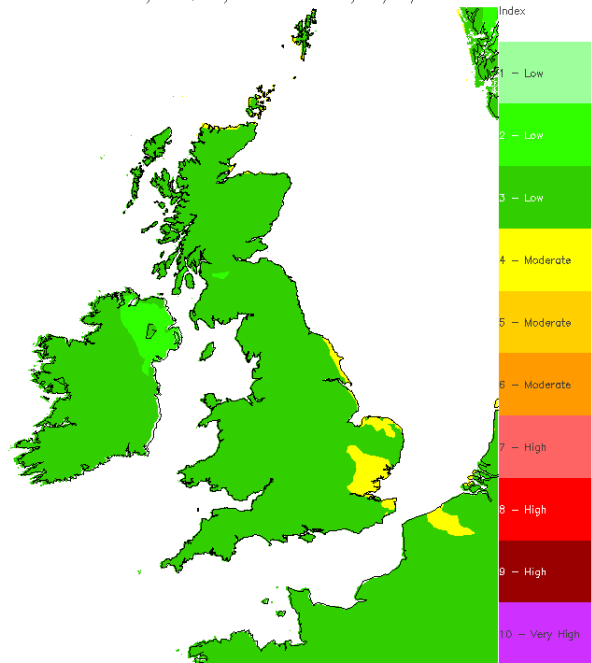 Index
1 - Low
2 - Low
3 - Low
4 - Moderate
5 - Moderate
6 - Moderate
7 - High
8 - High
9 - High
10 - Very High